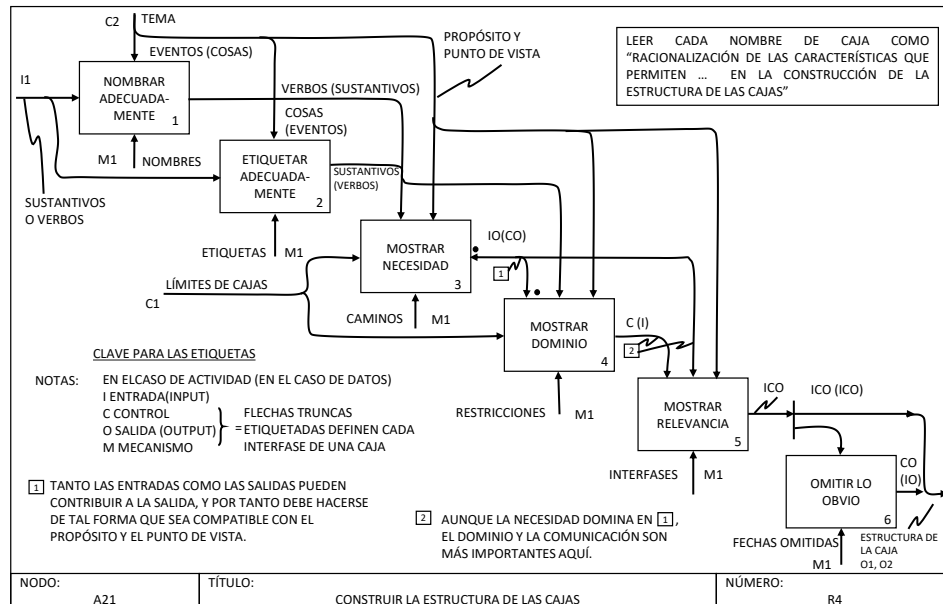 C2
TEMA
EVENTOS (COSAS)
PROPÓSITO Y
PUNTO DE VISTA
LEER CADA NOMBRE DE CAJA COMO
“RACIONALIZACIÓN DE LAS CARACTERÍSTICAS QUE
PERMITEN ... EN LA CONSTRUCCIÓN DE LA
ESTRUCTURA DE LAS CAJAS”
I1
NOMBRAR
ADECUADA-
MENTE
1
VERBOS (SUSTANTIVOS)
COSAS
(EVENTOS)
M1
NOMBRES
SUSTANTIVOS
O VERBOS
ETIQUETAR
ADECUADA-
MENTE
2
SUSTANTIVOS
(VERBOS)
ETIQUETAS
M1
MOSTRAR
NECESIDAD
3
IO(CO)
1
LÍMITES DE CAJAS
C1
CAMINOS
M1
MOSTRAR
DOMINIO
4
C (I)
2
RESTRICCIONES
M1
MOSTRAR
RELEVANCIA
5
ICO
ICO (ICO)
INTERFASES
M1
OMITIR LO
OBVIO
6
CO
(IO)
FECHAS OMITIDAS
M1
ESTRUCTURA DE
LA CAJA
O1, O2
CLAVE PARA LAS ETIQUETAS
NOTAS:
EN ELCASO DE ACTIVIDAD (EN EL CASO DE DATOS)
I ENTRADA(INPUT)
C CONTROL
O SALIDA (OUTPUT)
M MECANISMO
FLECHAS TRUNCAS
= ETIQUETADAS DEFINEN CADA
INTERFASE DE UNA CAJA
1 TANTO LAS ENTRADAS COMO LAS SALIDAS PUEDEN
CONTRIBUIR A LA SALIDA, Y POR TANTO DEBE HACERSE
DE TAL FORMA QUE SEA COMPATIBLE CON EL
PROPÓSITO Y EL PUNTO DE VISTA.
2 AUNQUE LA NECESIDAD DOMINA EN 1,
EL DOMINIO Y LA COMUNICACIÓN SON
MÁS IMPORTANTES AQUÍ.
NODO:
A21
TÍTULO:
CONSTRUIR LA ESTRUCTURA DE LAS CAJAS
NÚMERO:
R4